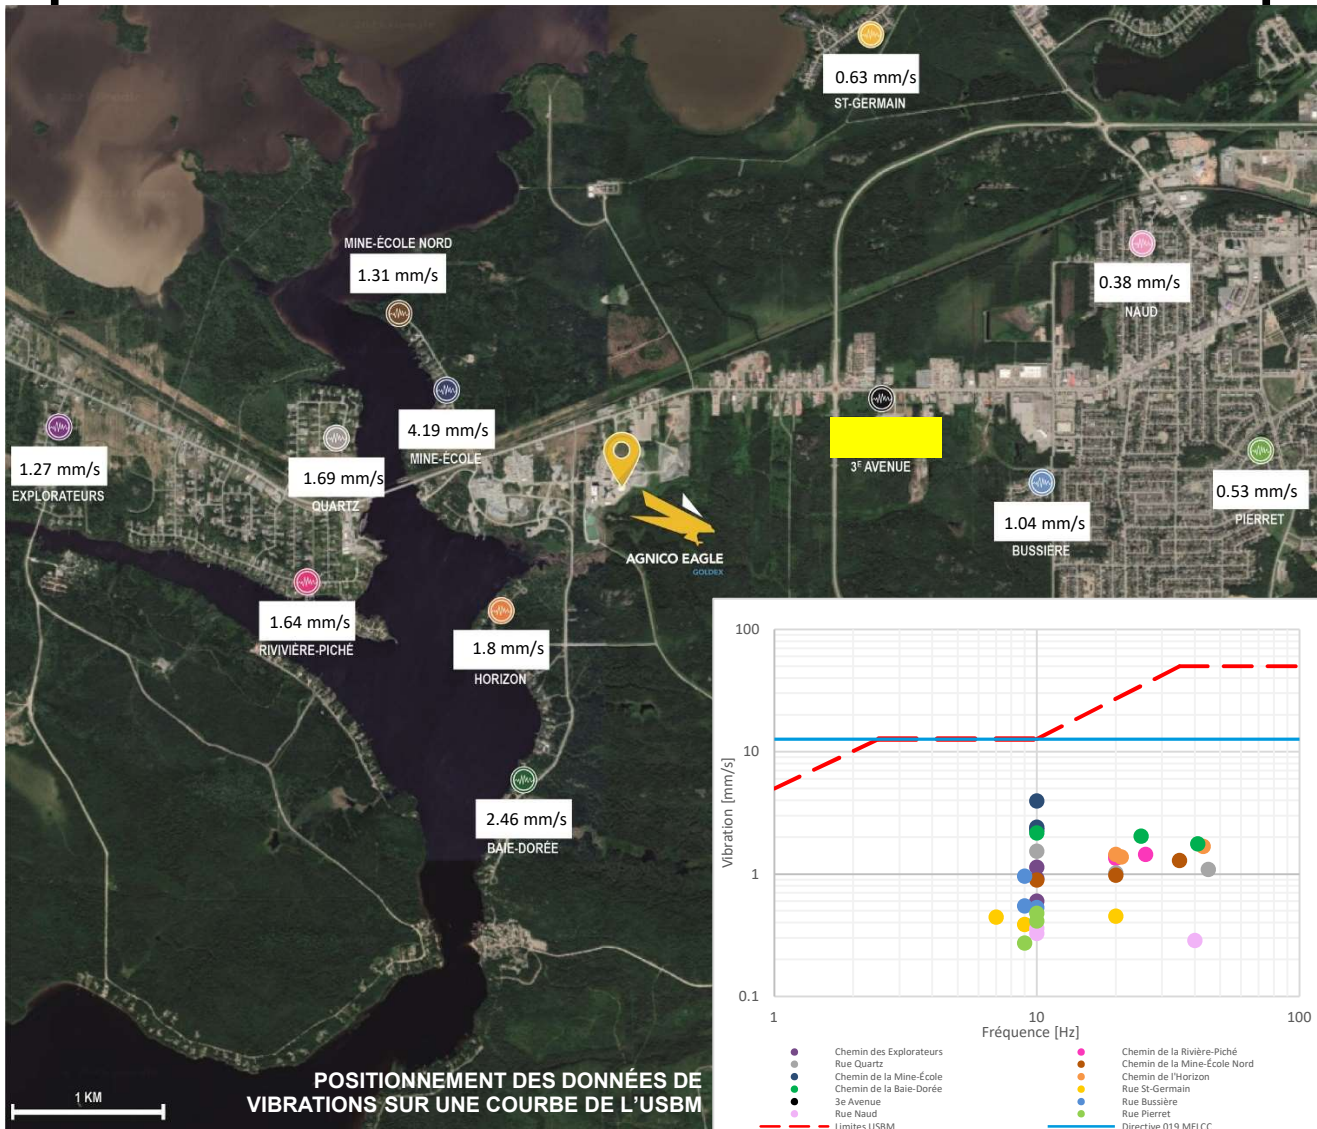 0.63 mm/s
ST-GERMAIN
MINE-ÉCOLE NORD
1.31 mm/s
0.38 mm/s
NAUD
4.19 mm/s
MINE-ÉCOLE
1.27 mm/s
EXPLORATEURS
1.69 mm/s
QUARTZ
3E AVENUE
0.53 mm/s
PIERRET
1.04 mm/s
BUSSIÈRE
AGNICO EAGLE
GOLDEX
1.64 mm/s
RIVIVIÈRE-PICHÉ
1.8 mm/s
HORIZON
2.46 mm/s
BAIE-DORÉE
POSITIONNEMENT DES DONNÉES DE
VIBRATIONS SUR UNE COURBE DE L'USBM
1 KM
100
10
1
0.1
Vibration [mm/s]
1
10
100
Fréquence [Hz]
Chemin des Explorateurs
Chemin de la Rivière-Piché
Rue Quartz
Chemin de la Mine-École Nord
Chemin de la Mine-École
Chemin de l'Horizon
Chemin de la Baie-Dorée
Rue St-Germain
3e Avenue
Rue Bussière
Rue Naud
Rue Pierret
Limites USBM
Directive 019 MELCC